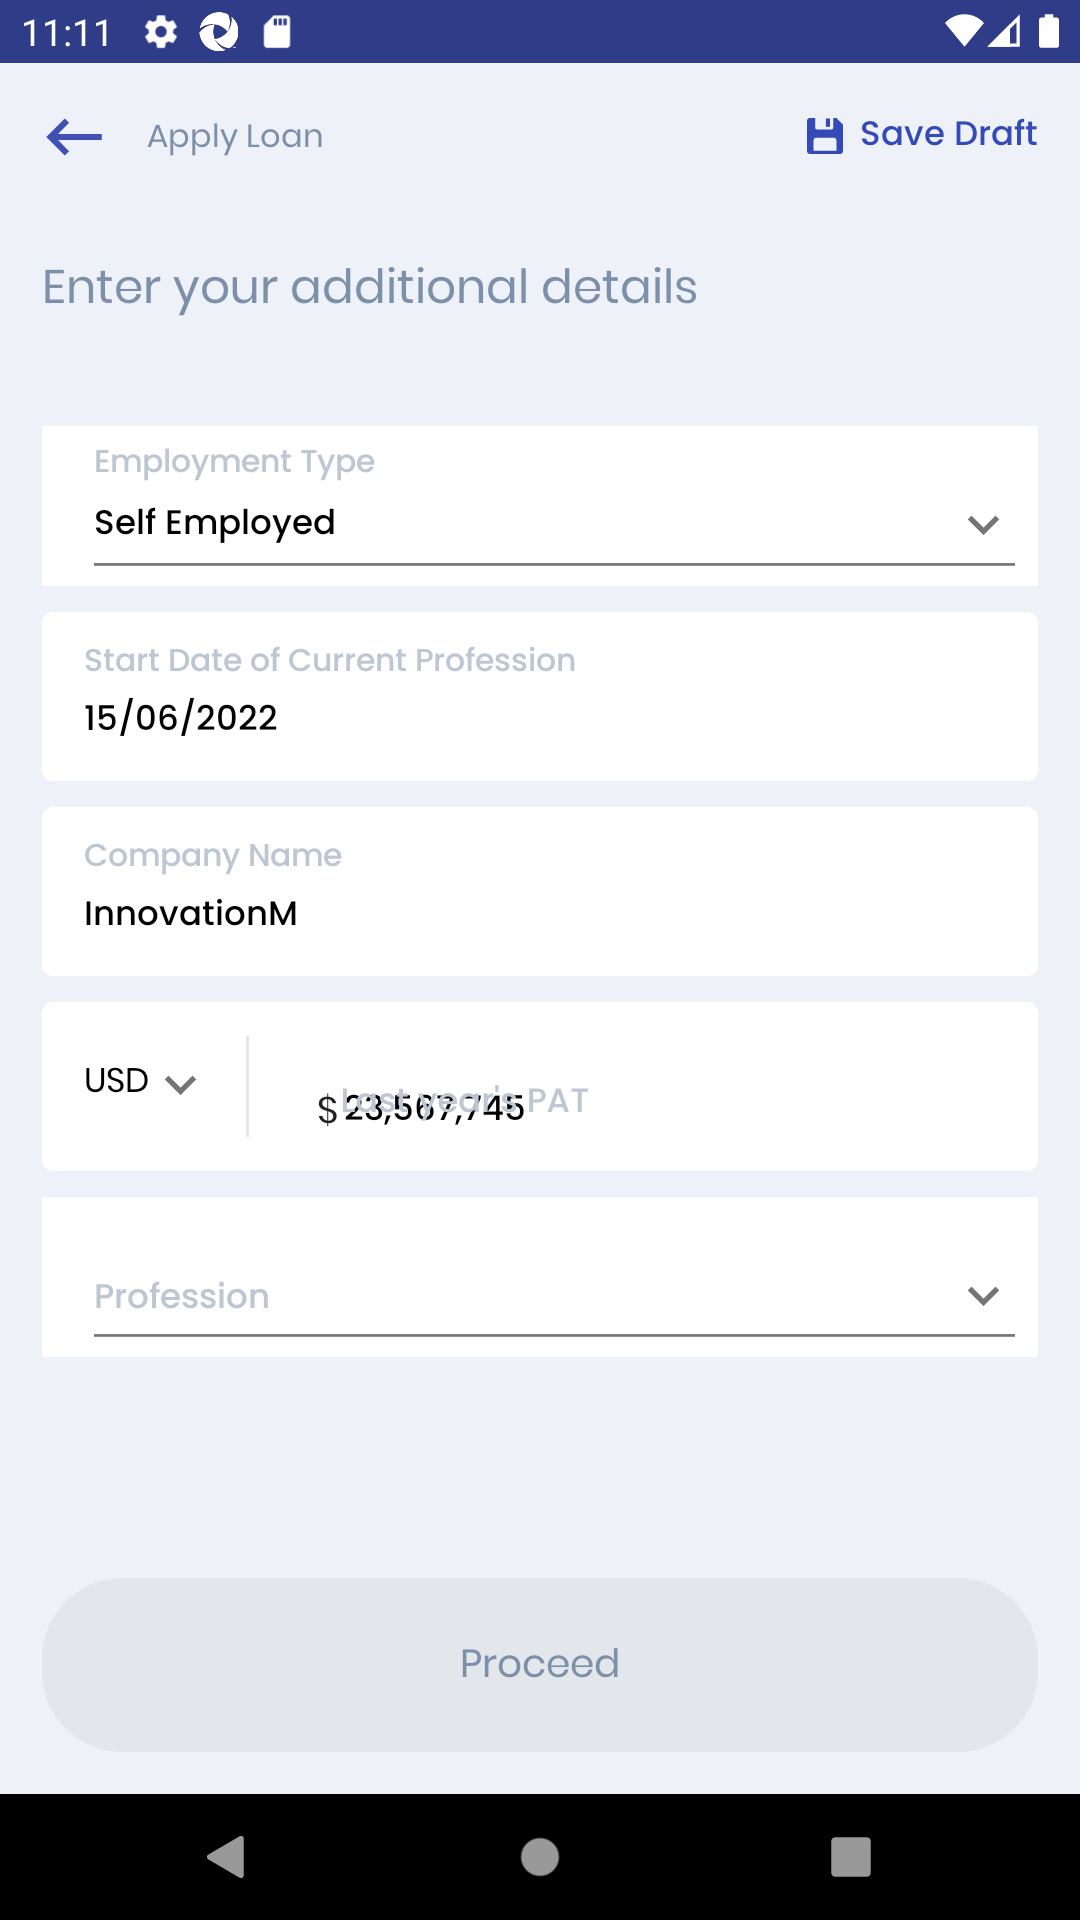 11:11
Apply Loan
Save Draft
Enter your additional details
Employment Type
Self Employed
Start Date of Current Profession
15/06/2022
Company Name
InnovationM
USD
Last year's PAT
$ 23,567,745
Profession
Proceed